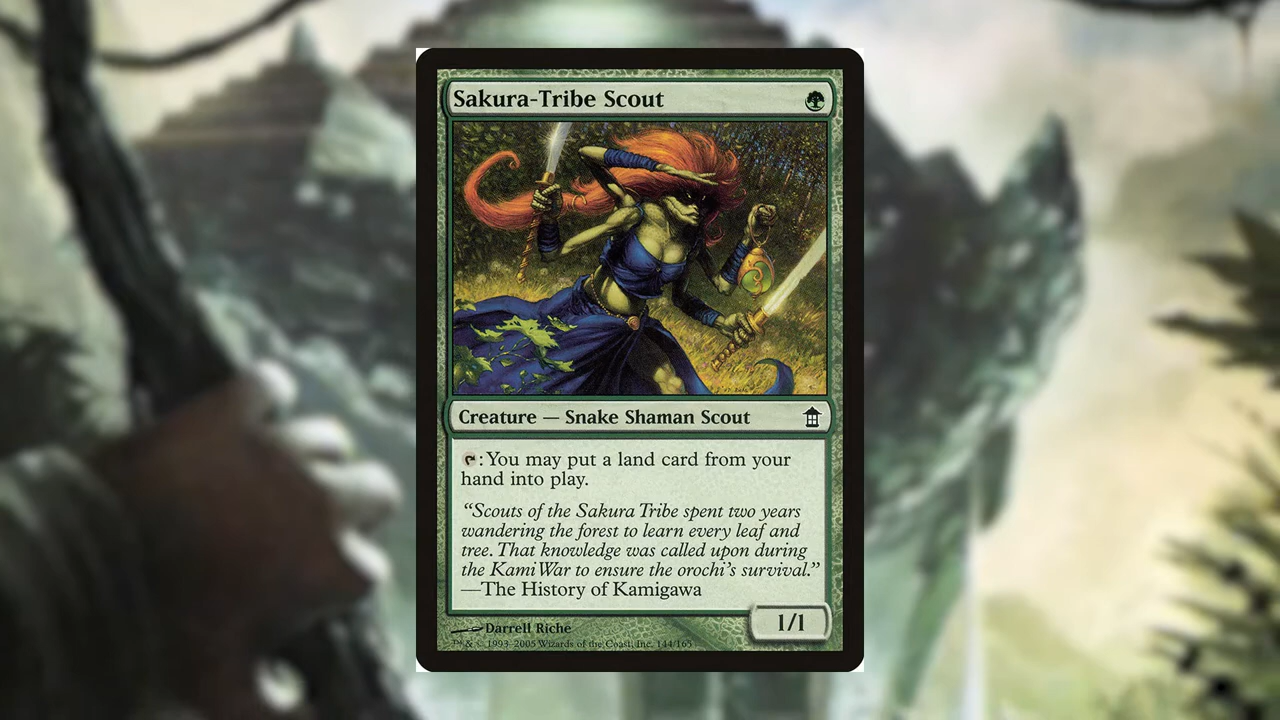 Sakura-Tribe Scout
Creature — Snake Shaman Scout
:You may put a land card from your
hand into play.
“Scouts of the Sakura Tribe spent two years
wandering the forest to learn every leaf and
tree. That knowledge was called upon during
the Kami War to ensure the orochi’s survival.”
—The History of Kamigawa
1/1
Darrell Riche
™ & © 1993–2005 Wizards of the Coast, Inc. 144/165